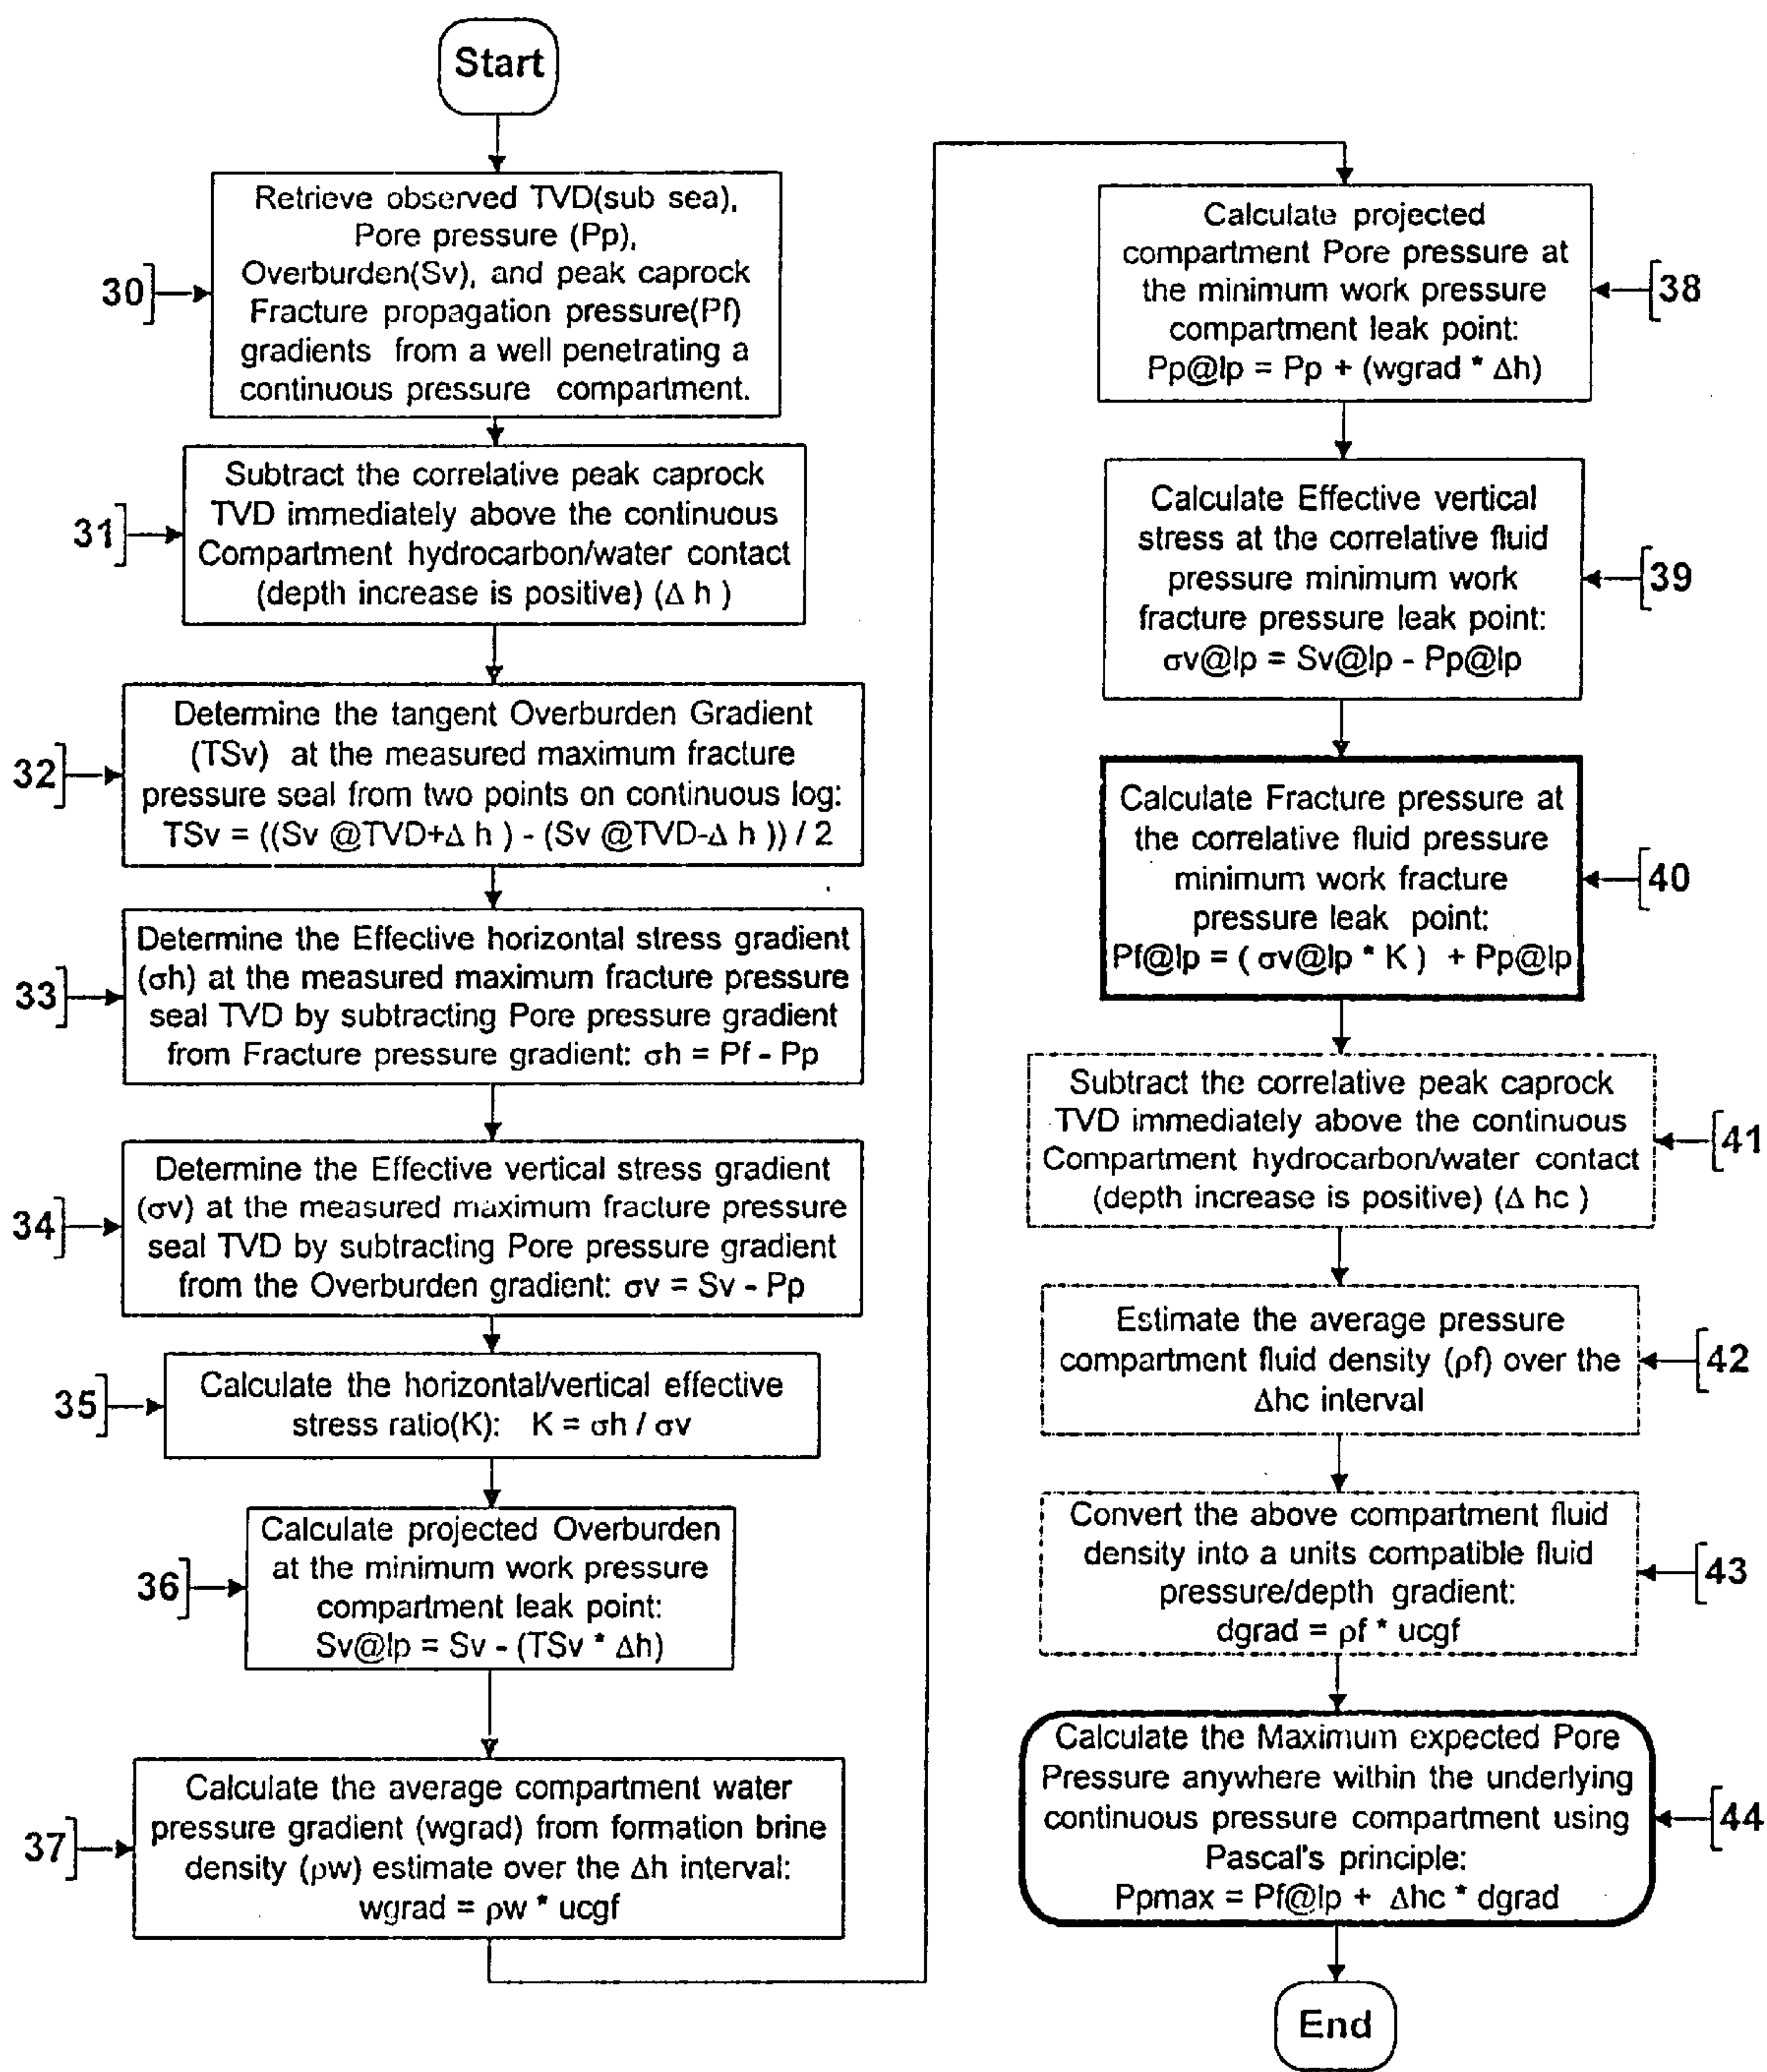 Start
30
Retrieve observed TVD(sub sea),
Pore pressure (Pp),
Overburden(Sv), and peak caprock
Fracture propagation pressure(Pf)
gradients from a well penetrating a
continuous pressure compartment.
31
Subtract the correlative peak caprock
TVD immediately above the continuous
Compartment hydrocarbon/water contact
(depth increase is positive) (Δ h )
32
Determine the tangent Overburden Gradient
(TSv) at the measured maximum fracture
pressure seal from two points on continuous log:
TSv = ((Sv @TVD+Δ h ) - (Sv @TVD-Δ h )) / 2
33
Determine the Effective horizontal stress gradient
(σh) at the measured maximum fracture pressure
seal TVD by subtracting Pore pressure gradient
from Fracture pressure gradient: σh = Pf - Pp
34
Determine the Effective vertical stress gradient
(σv) at the measured maximum fracture pressure
seal TVD by subtracting Pore pressure gradient
from the Overburden gradient: σv = Sv - Pp
35
Calculate the horizontal/vertical effective
stress ratio(K): K = σh / σv
36
Calculate projected Overburden
at the minimum work pressure
compartment leak point:
Sv@lp = Sv - (TSv * Δh)
37
Calculate the average compartment water
pressure gradient (wgrad) from formation brine
density (ρw) estimate over the Δh interval:
wgrad = ρw * ucgf
Calculate projected
compartment Pore pressure at
the minimum work pressure
compartment leak point:
Pp@lp = Pp + (wgrad * Δh)
38
Calculate Effective vertical
stress at the correlative fluid
pressure minimum work
fracture pressure leak point:
σv@lp = Sv@lp - Pp@lp
39
Calculate Fracture pressure at
the correlative fluid pressure
minimum work fracture
pressure leak point:
Pf@lp = ( σv@lp * K ) + Pp@lp
40
Subtract the correlative peak caprock
TVD immediately above the continuous
Compartment hydrocarbon/water contact
(depth increase is positive) (Δ hc )
41
Estimate the average pressure
compartment fluid density (ρf) over the
Δhc interval
42
Convert the above compartment fluid
density into a units compatible fluid
pressure/depth gradient:
dgrad = ρf * ucgf
43
Calculate the Maximum expected Pore
Pressure anywhere within the underlying
continuous pressure compartment using
Pascal's principle:
Ppmax = Pf@lp + Δhc * dgrad
44
End